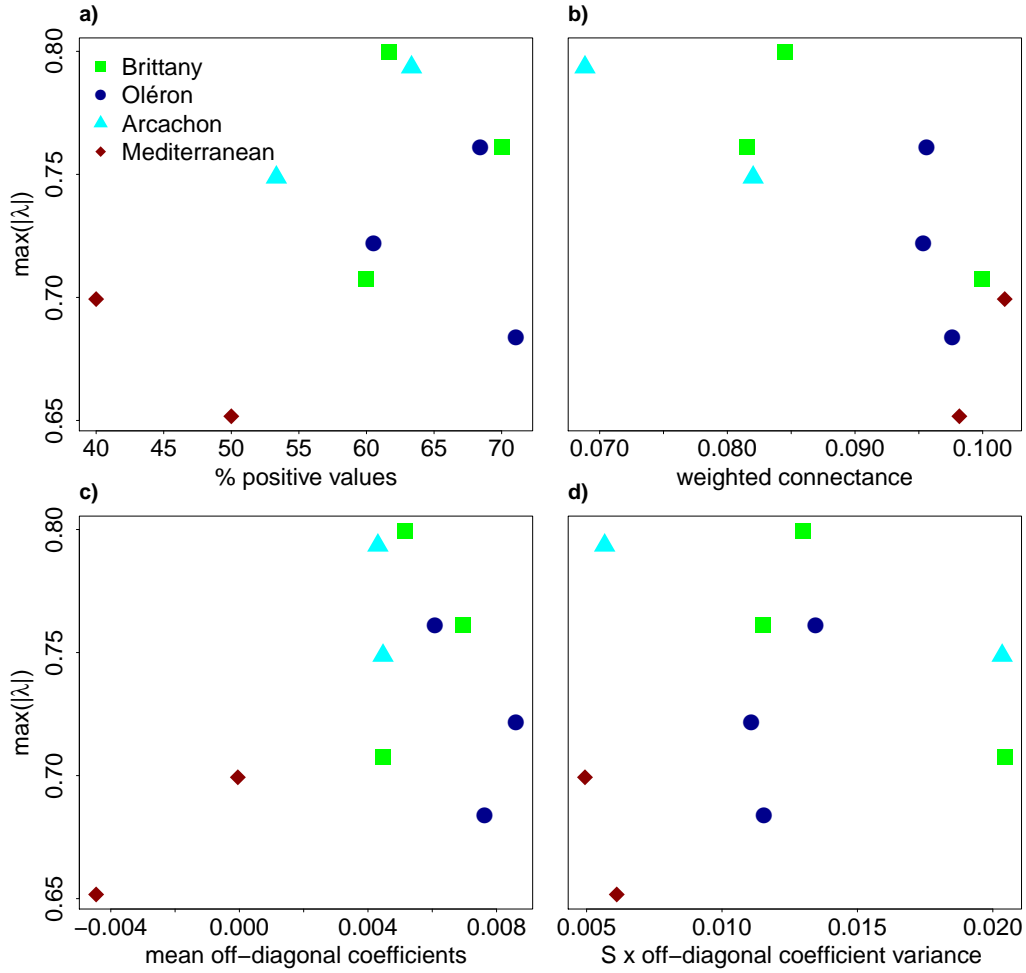 a)
b)
Brittany
Oléron
Arcachon
Mediterranean
max(|λ|)
0.65 0.70 0.75 0.80
40 45 50 55 60 65 70
% positive values
0.070 0.080 0.090 0.100
weighted connectance
c)
d)
max(|λ|)
0.65 0.70 0.75 0.80
−0.004 0.000 0.004 0.008
mean off−diagonal coefficients
0.005 0.010 0.015 0.020
S x off−diagonal coefficient variance